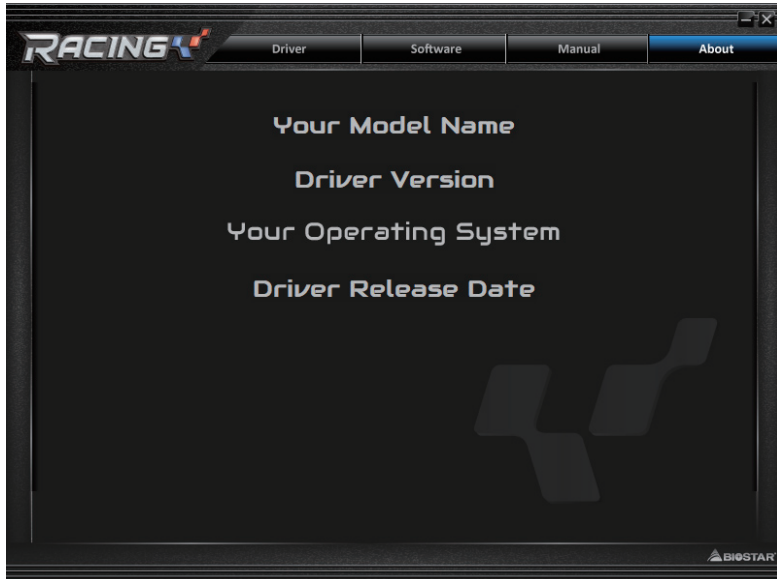 RACING
Driver
Software
Manual
About
Your Model Name
Driver Version
Your Operating System
Driver Release Date
BIOSTAR